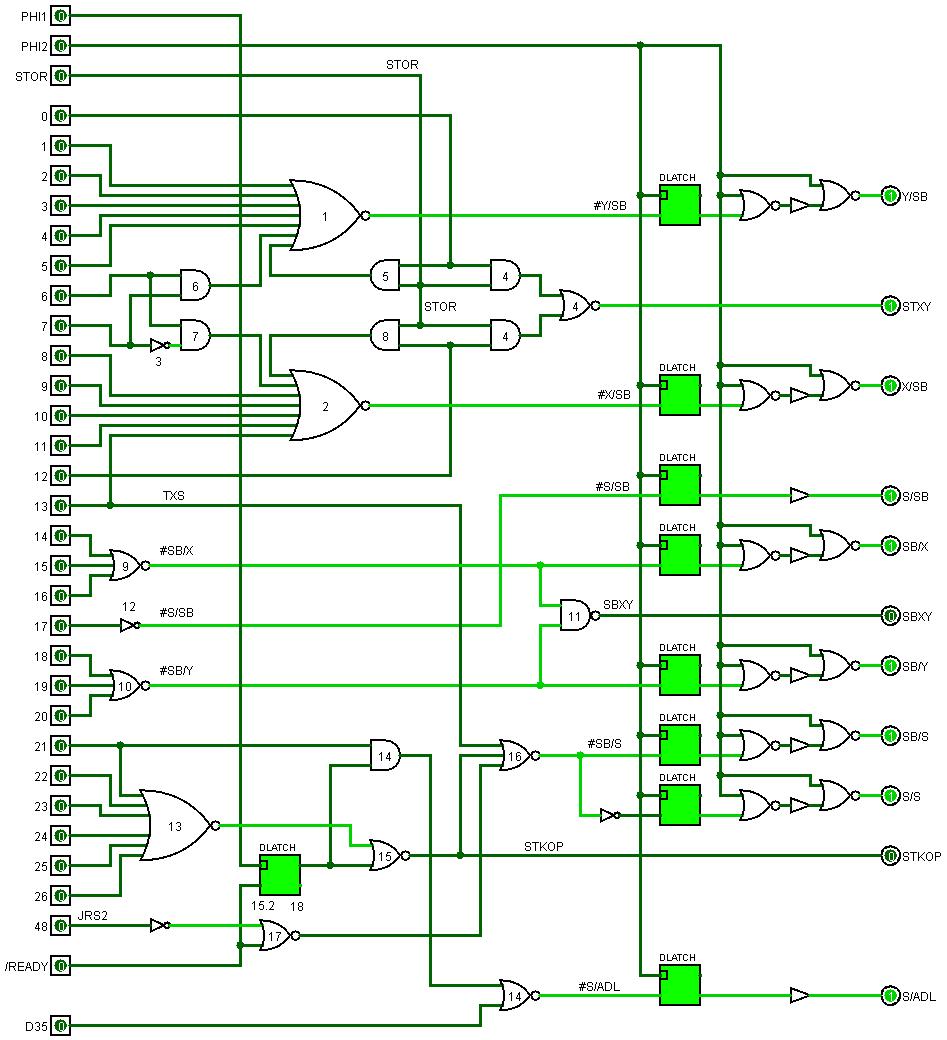 PHI1 0
PHI2 0
STOR 0 STOR
0 0
1 0
DLATCH
2 0
3 0 1 #Y/SB 1 Y/SB
4 0
5 0
6 0 6 5 4
STOR 4 1 STXY
7 0 7 8 4
3
8 0
DLATCH
9 0 #X/SB 1 X/SB
10 0 2
11 0
DLATCH
12 0
#S/SB 1 S/SB
13 0 TXS
DLATCH
14 0 #SB/X 1 SB/X
15 0 9
16 0
12 #S/SB SBXY
17 0 11 0 SBXY
DLATCH
18 0 #SB/Y 1 SB/Y
19 0 10
20 0
DLATCH
21 0 #SB/S 1 SB/S
14 16
22 0 DLATCH
23 0 1 S/S
24 0 13
25 0 DLATCH 15 STKOP 0 STKOP
26 0 15.2 18
48 0 JRS2
17
/READY 0 DLATCH
14 #S/ADL 1 S/ADL
D35 0